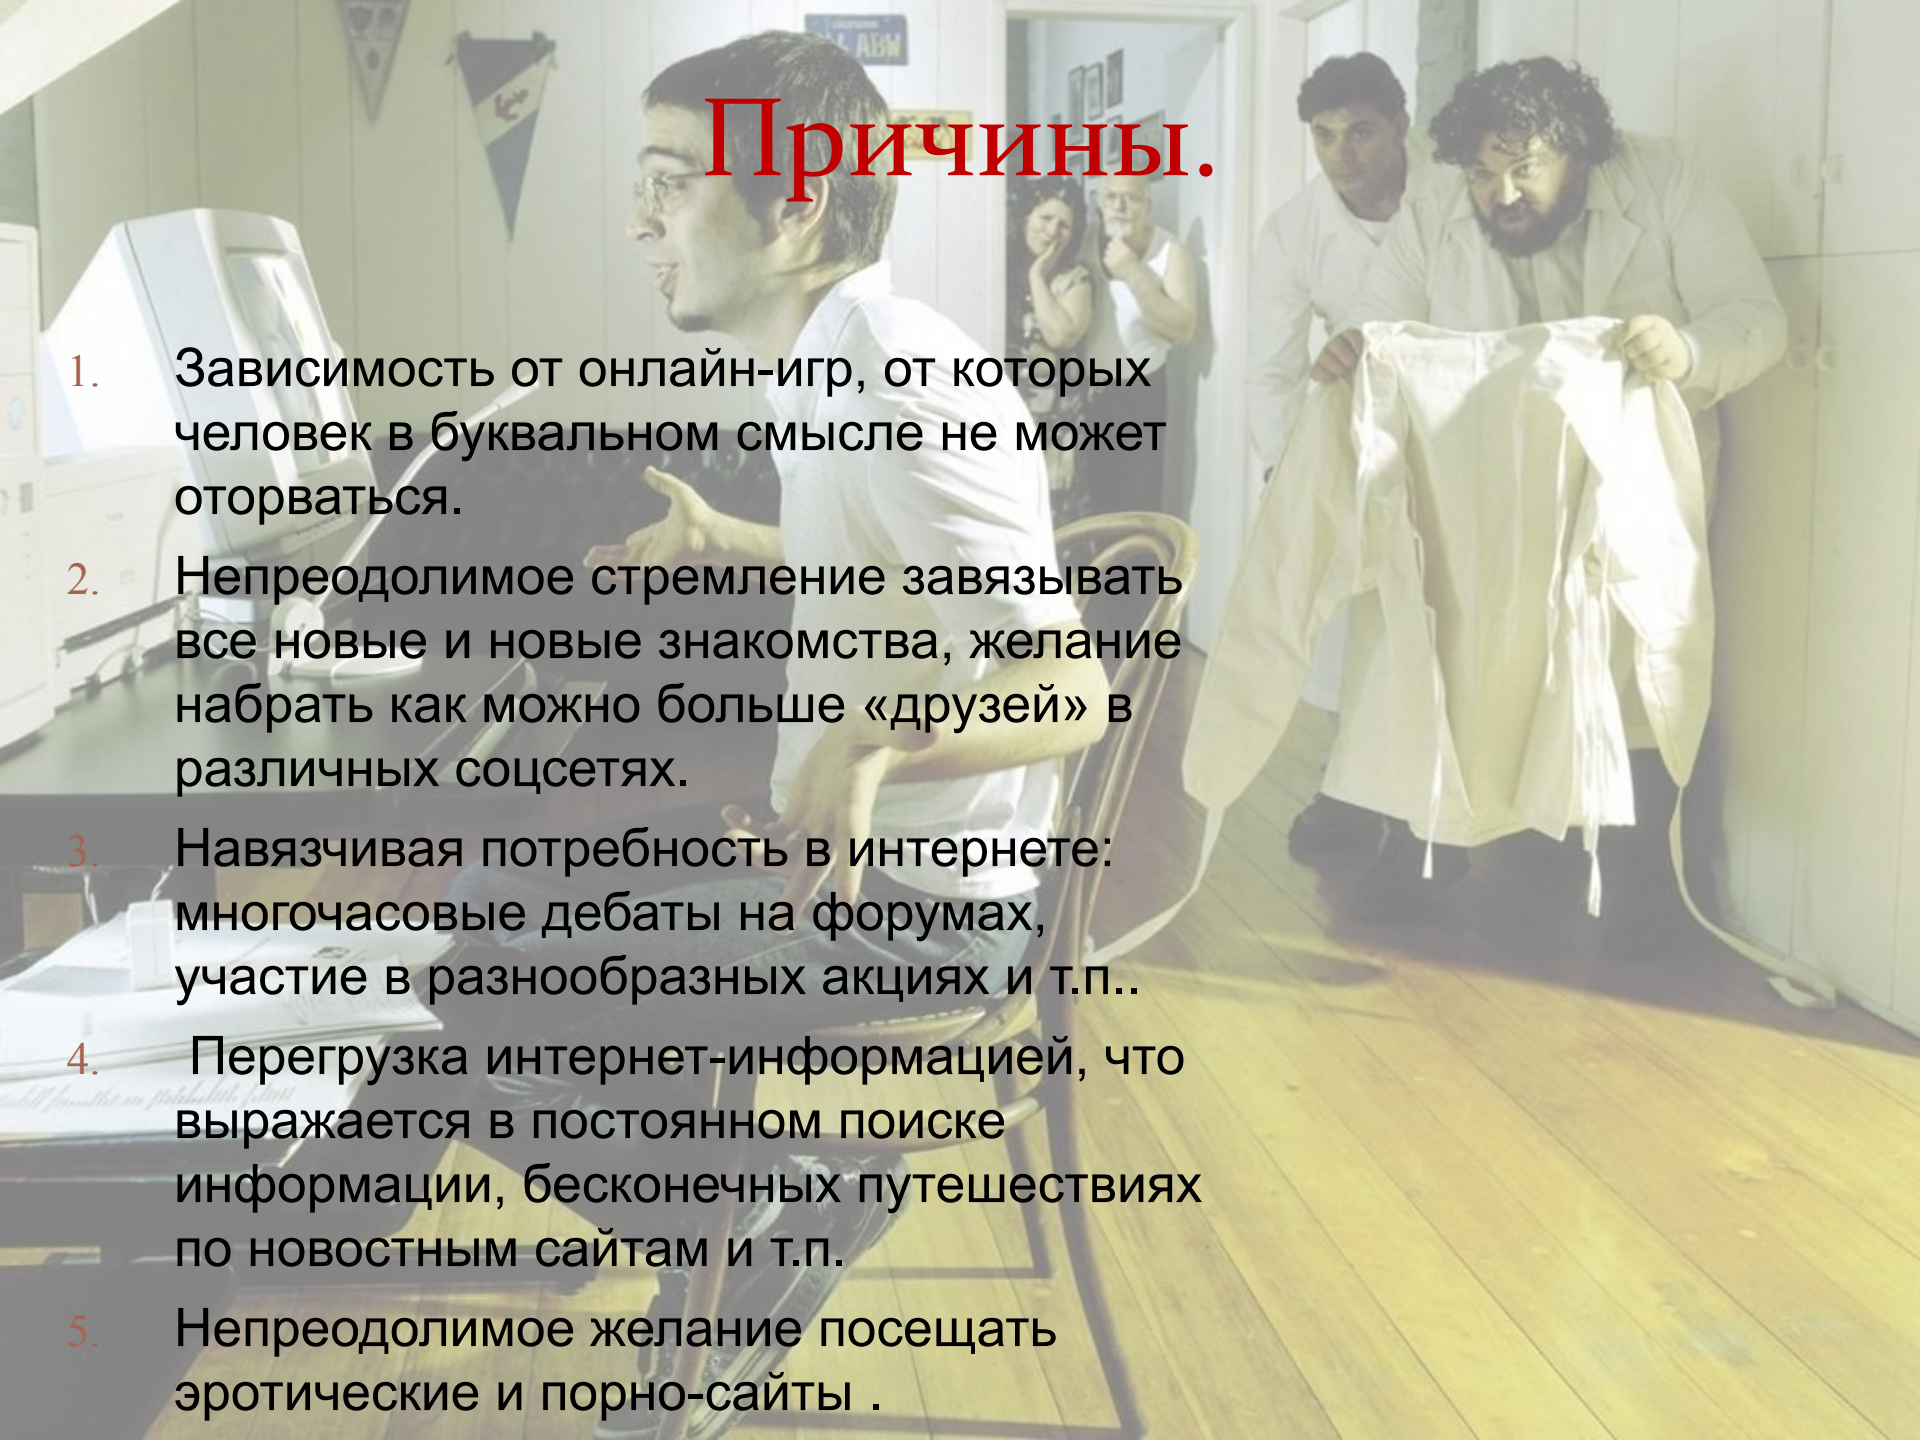 ABW
Причины.
1. Зависимость от онлайн-игр, от которых
человек в буквальном смысле не может
оторваться.
2. Непреодолимое стремление завязывать
все новые и новые знакомства, желание
набрать как можно больше «друзей» в
различных соцсетях.
3. Навязчивая потребность в интернете:
многочасовые дебаты на форумах,
участие в разнообразных акциях и т.п..
4. Перегрузка интернет-информацией, что
выражается в постоянном поиске
информации, бесконечных путешествиях
по новостным сайтам и т.п.
5. Непреодолимое желание посещать
эротические и порно-сайты .